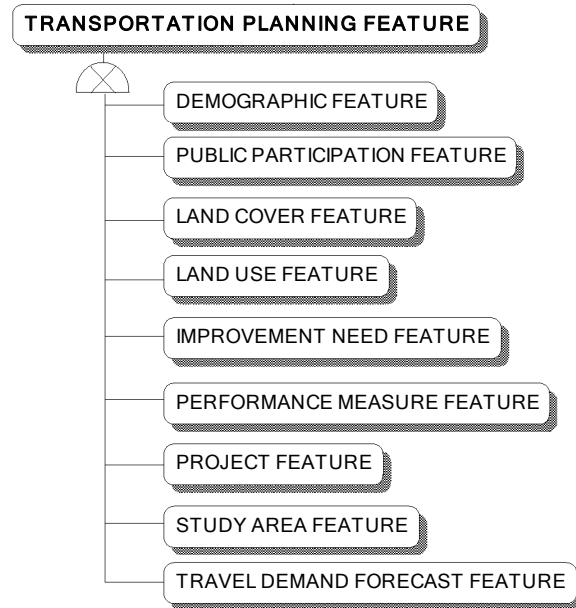 TRANSPORTATION PLANNING FEATURE
DEMOGRAPHIC FEATURE
PUBLIC PARTICIPATION FEATURE
LAND COVER FEATURE
LAND USE FEATURE
IMPROVEMENT NEED FEATURE
PERFORMANCE MEASURE FEATURE
PROJECT FEATURE
STUDY AREA FEATURE
TRAVEL DEMAND FORECAST FEATURE